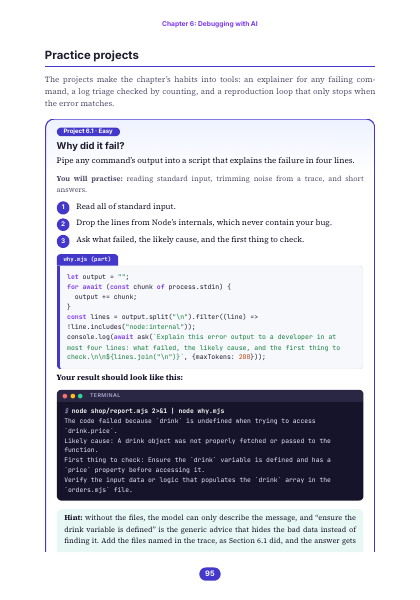 Chapter 6: Debugging with AI
Practice projects
The projects make the chapter's habits into tools: an explainer for any failing com-
mand, a log triage checked by counting, and a reproduction loop that only stops when
the error matches.
Project 6.1 · Easy
Why did it fail?
Pipe any command's output into a script that explains the failure in four lines.
You will practise: reading standard input, trimming noise from a trace, and short
answers.
1 Read all of standard input.
2 Drop the lines from Node's internals, which never contain your bug.
3 Ask what failed, the likely cause, and the first thing to check.
why.mjs (part)
let output = "";
for await (const chunk of process.stdin) {
  output += chunk;
}
const lines = output.split("\n").filter((line) =>
!line.includes("node:internal"));
console.log(await ask(`Explain this error output to a developer in at
most four lines: what failed, the likely cause, and the first thing to
check.\n\n${lines.join("\n")}`, {maxTokens: 200}));
Your result should look like this:
TERMINAL
$ node shop/report.mjs 2>&1 | node why.mjs
The code failed because `drink` is undefined when trying to access
`drink.price`.
Likely cause: A drink object was not properly fetched or passed to the
function.
First thing to check: Ensure the `drink` variable is defined and has a
`price` property before accessing it.
Verify the input data or logic that populates the `drink` array in the
`orders.mjs` file.
Hint: without the files, the model can only describe the message, and "ensure the
drink variable is defined" is the generic advice that hides the bad data instead of
finding it. Add the files named in the trace, as Section 6.1 did, and the answer gets
95